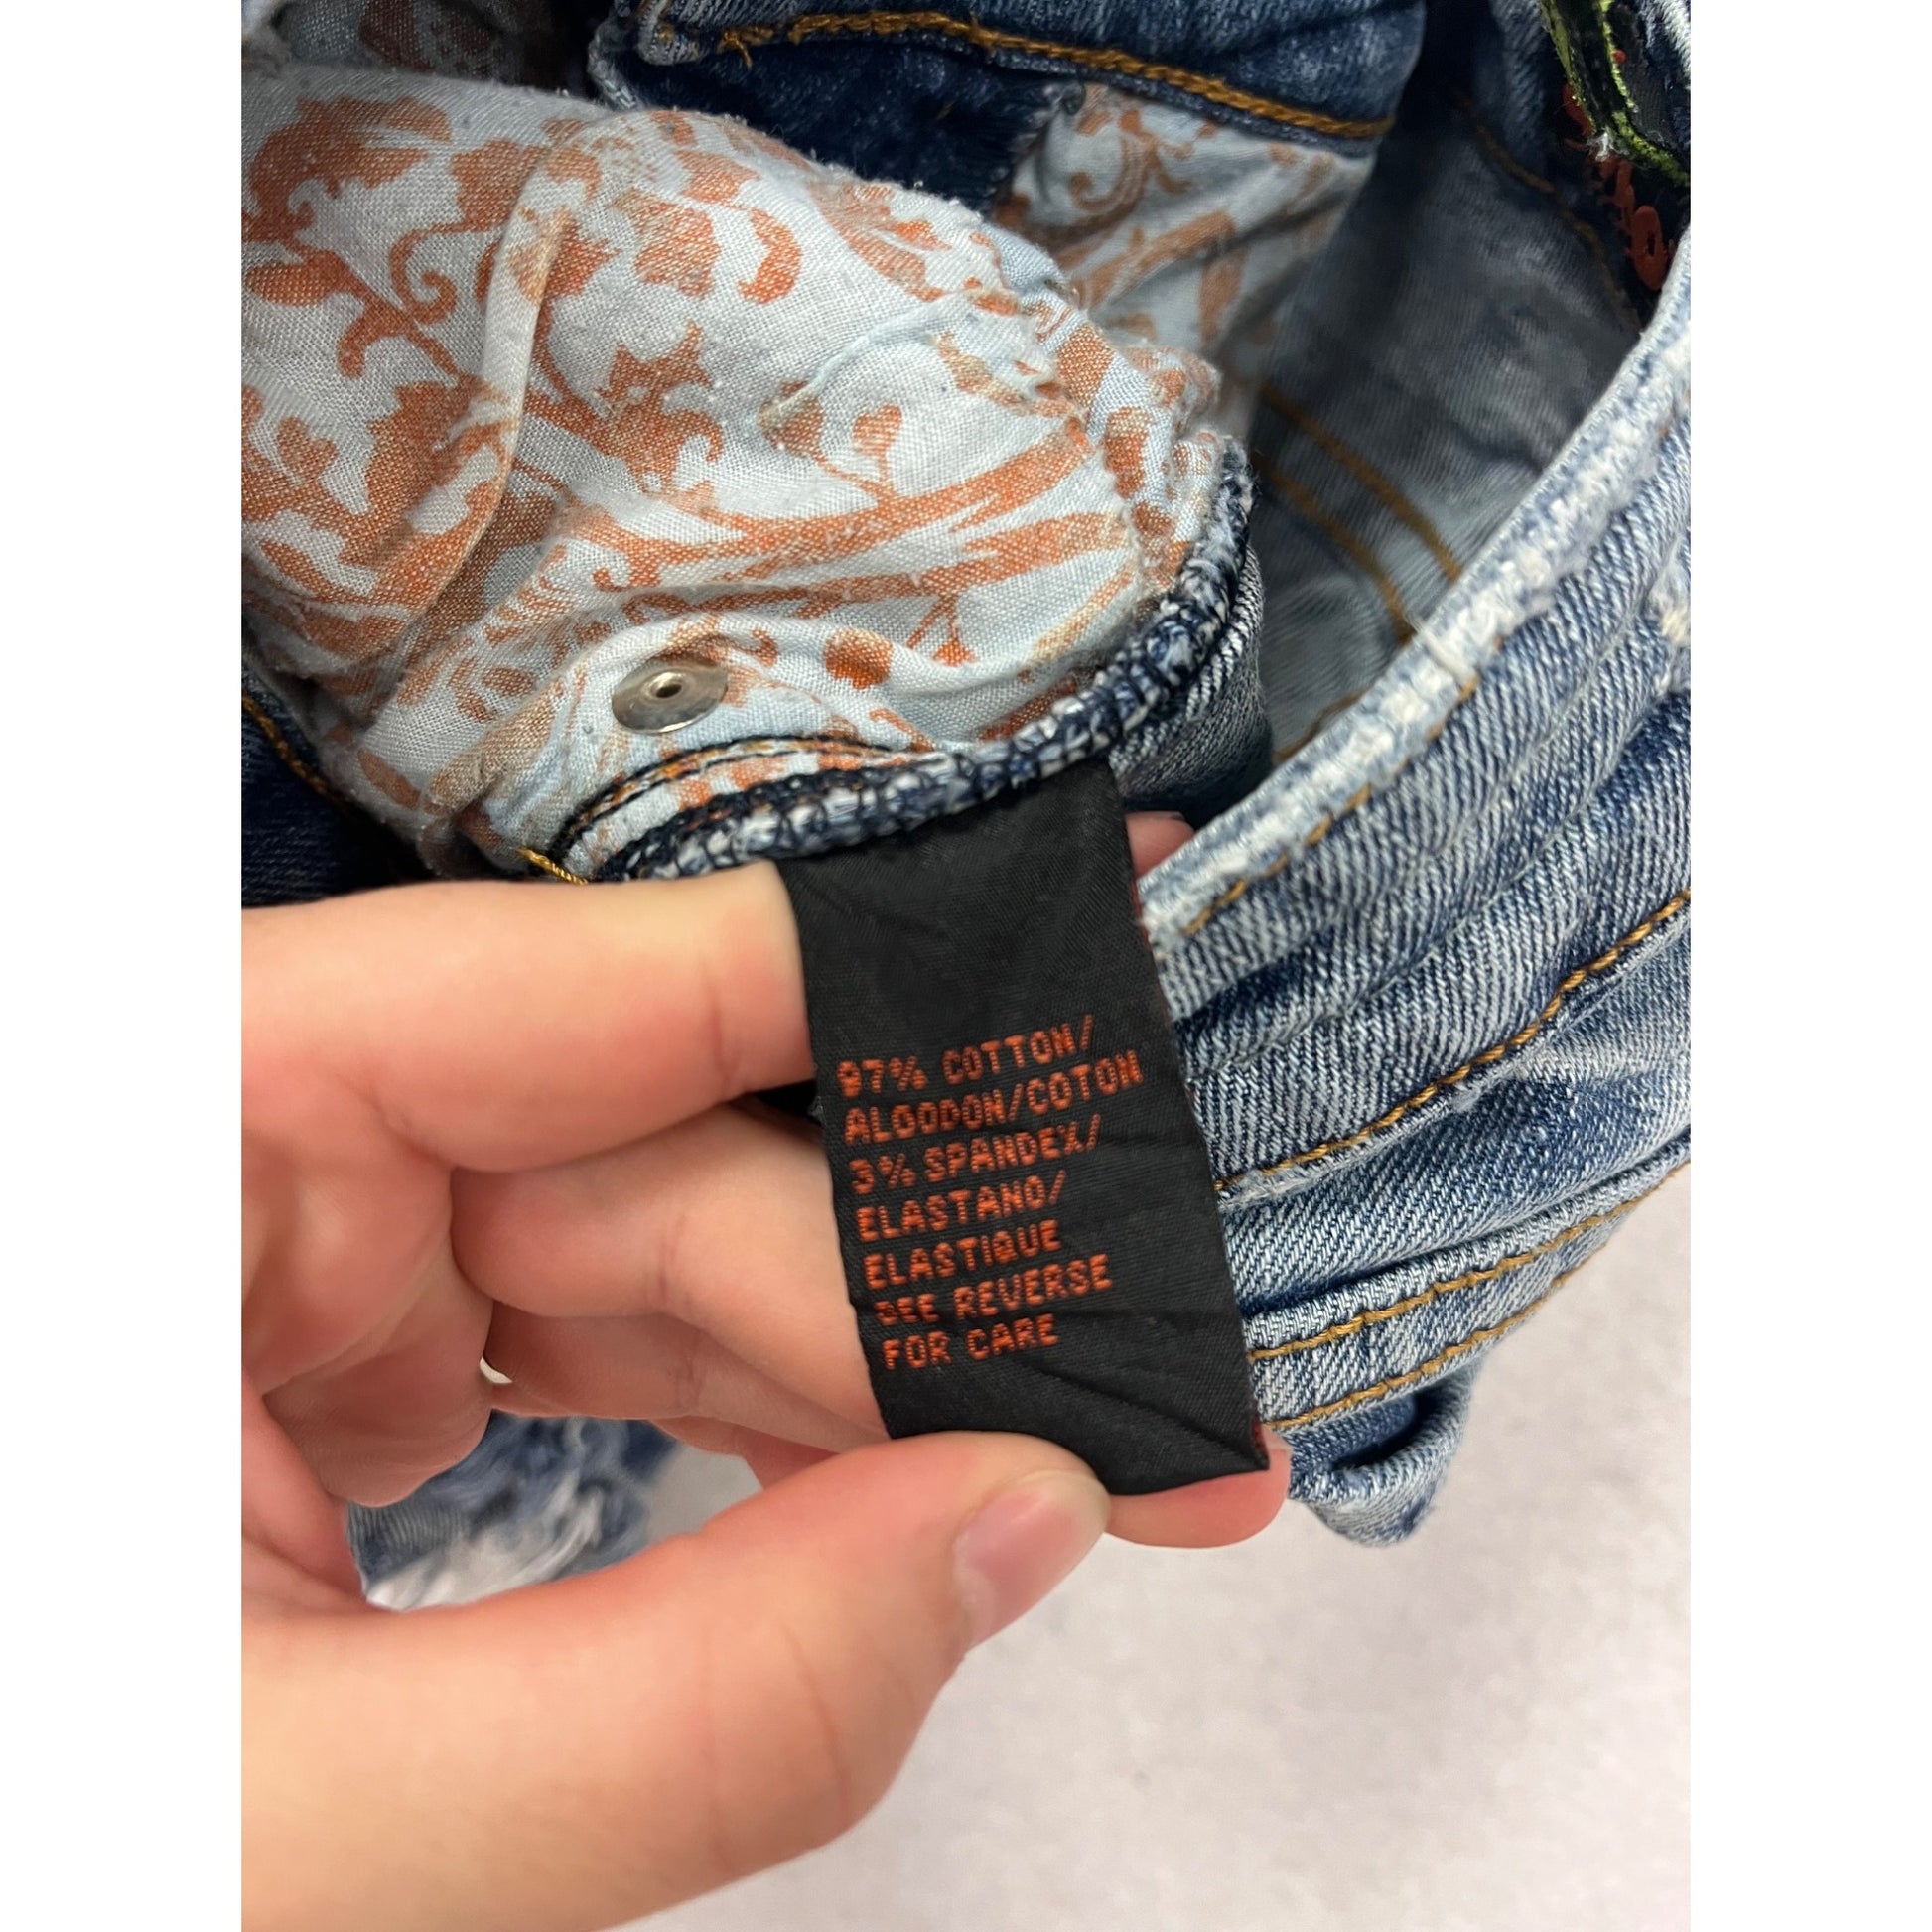 97% COTTON/
ALGODON/COTON
3% SPANDEX/
ELASTANO/
ELASTIQUE
SEE REVERSE
FOR CARE